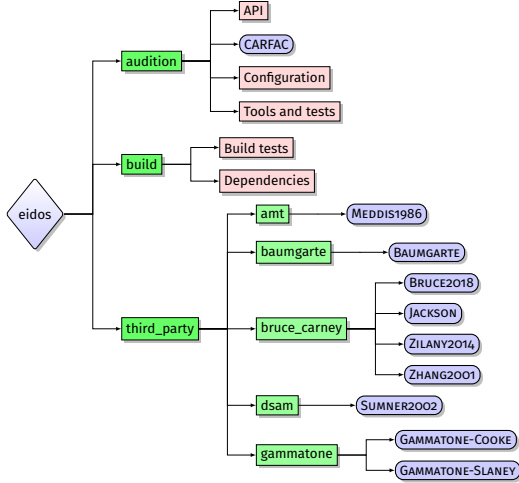 eidos
audition
API
CARFAC
Configuration
Tools and tests
build
Build tests
Dependencies
third_party
amt
MEDDIS1986
baumgarte
BAUMGARTE
bruce_carney
BRUCE2018
JACKSON
ZILANY2014
ZHANG2001
dsam
SUMNER2002
gammatone
GAMMATONE-COOKE
GAMMATONE-SLANEY